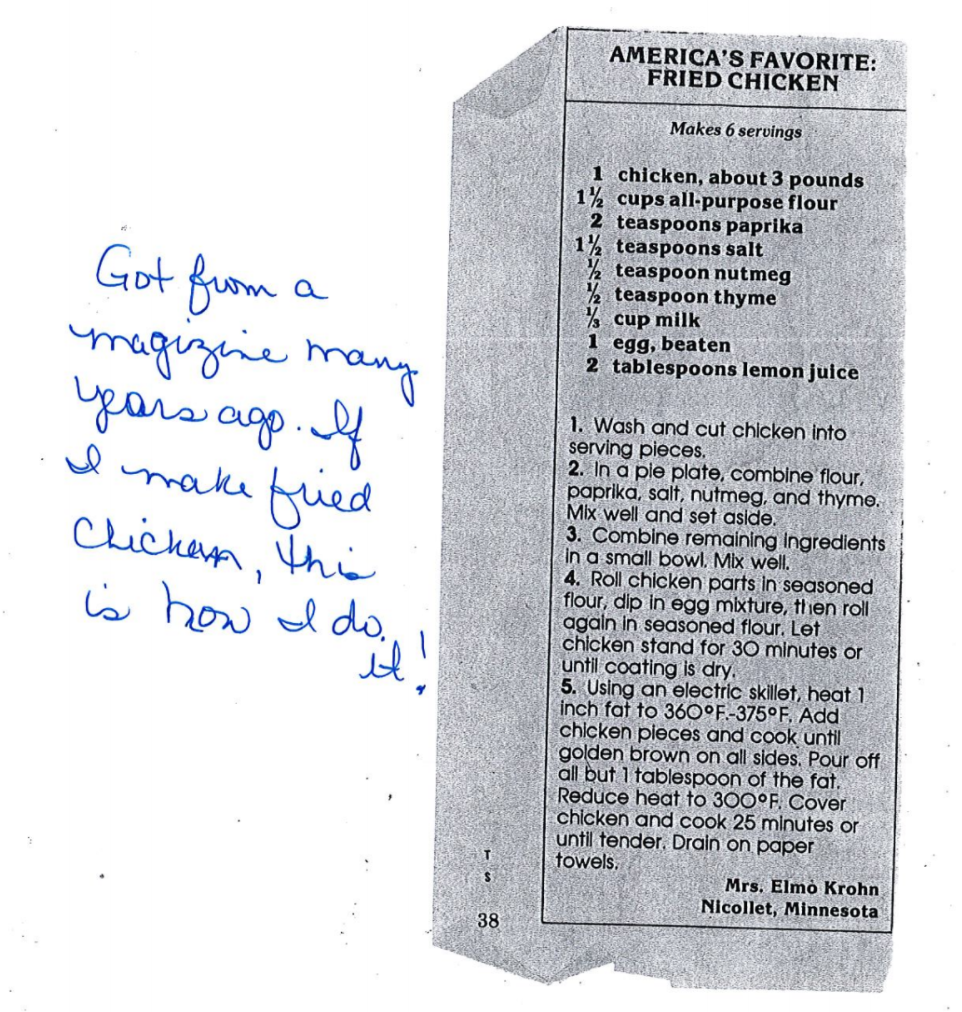 Got from a
magizine many
years ago. If
I make fried
Chicken, this
is how I do
it!
AMERICA'S FAVORITE:
FRIED CHICKEN
Makes 6 servings
1 chicken, about 3 pounds
1½ cups all-purpose flour
2 teaspoons paprika
1½ teaspoons salt
½ teaspoon nutmeg
½ teaspoon thyme
⅓ cup milk
1 egg, beaten
2 tablespoons lemon juice
1. Wash and cut chicken into
serving pieces.
2. In a pie plate, combine flour,
paprika, salt, nutmeg, and thyme.
Mix well and set aside.
3. Combine remaining ingredients
in a small bowl. Mix well.
4. Roll chicken parts in seasoned
flour, dip in egg mixture, then roll
again in seasoned flour. Let
chicken stand for 30 minutes or
until coating is dry.
5. Using an electric skillet, heat 1
inch fat to 360°F.-375°F. Add
chicken pieces and cook until
golden brown on all sides. Pour off
all but 1 tablespoon of the fat.
Reduce heat to 300°F. Cover
chicken and cook 25 minutes or
until tender. Drain on paper
towels.
Mrs. Elmo Krohn
Nicollet, Minnesota
T
S
38